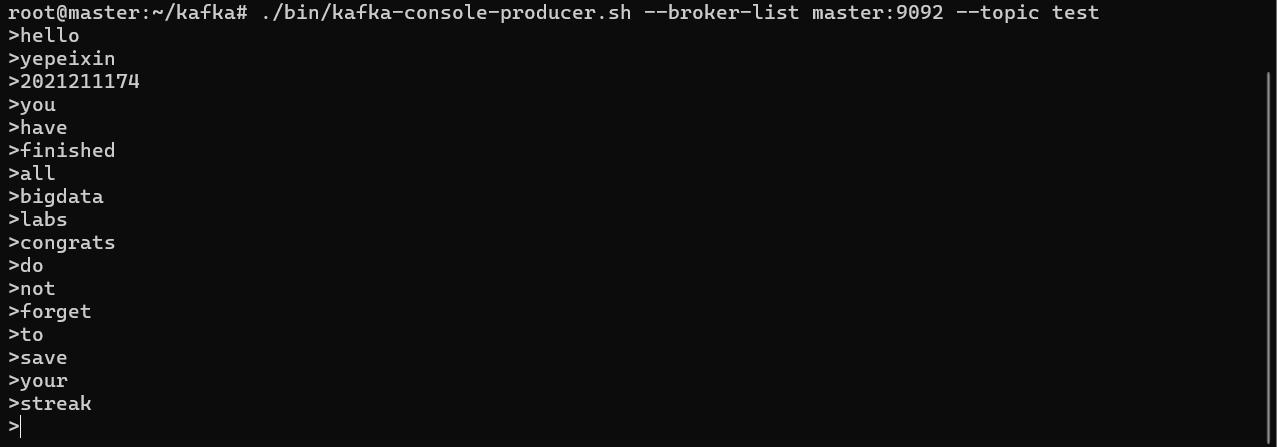 root@master:~/kafka# ./bin/kafka-console-producer.sh --broker-list master:9092 --topic test
>hello
>yepeixin
>2021211174
>you
>have
>finished
>all
>bigdata
>labs
>congrats
>do
>not
>forget
>to
>save
>your
>streak
>